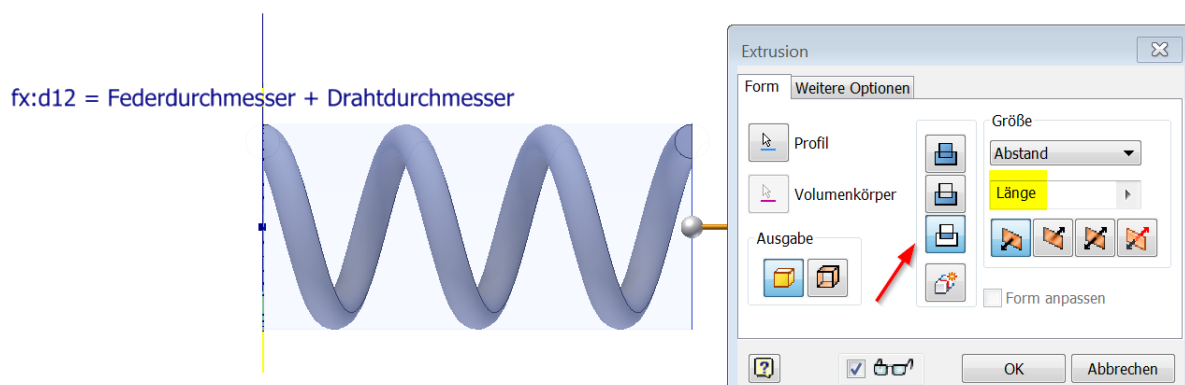 fx:d12 = Federdurchmesser + Drahtdurchmesser
Extrusion
Form
Weitere Optionen
Profil
Volumenkörper
Ausgabe
Größe
Abstand
Länge
Form anpassen
?
OK
Abbrechen